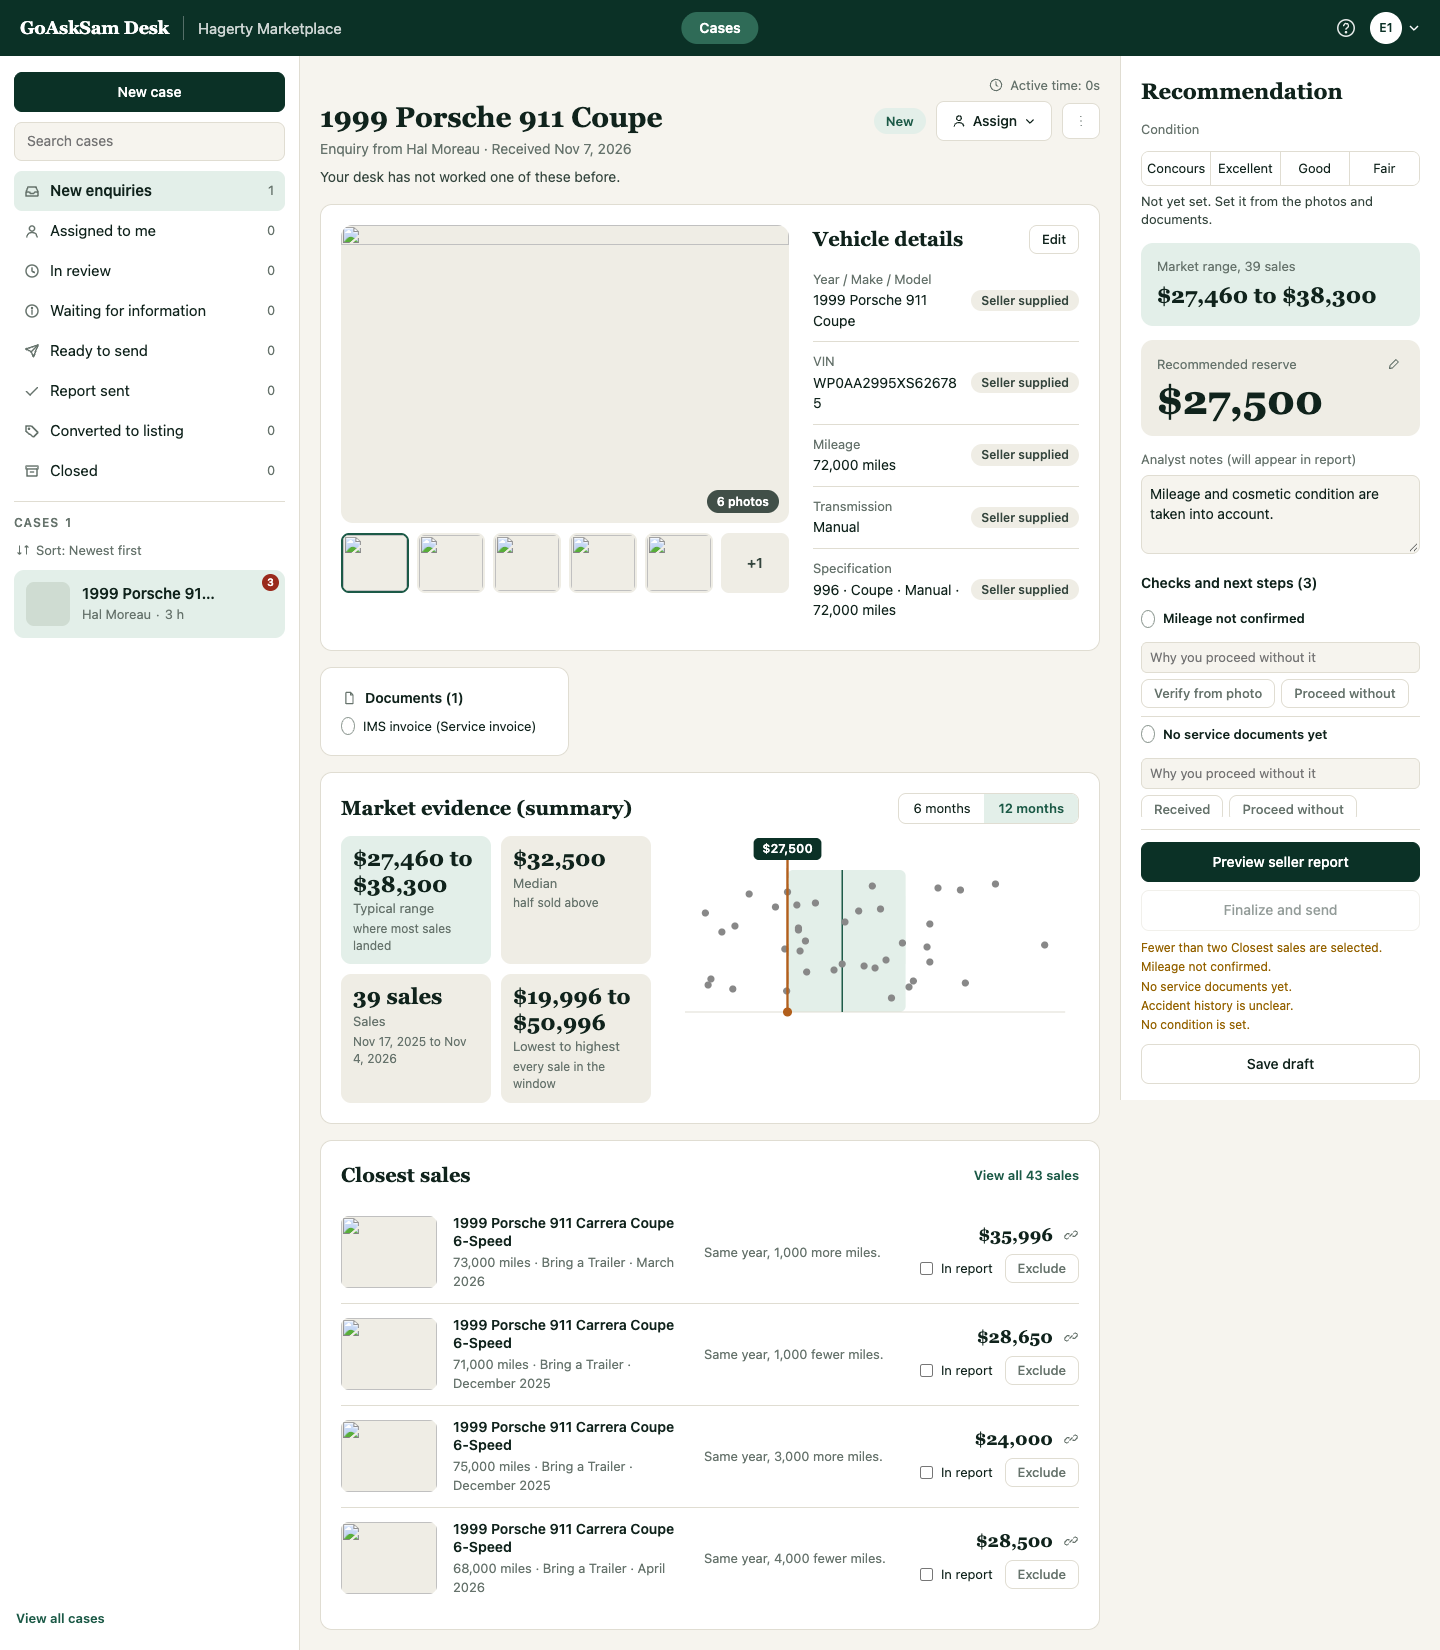 GoAskSam Desk
Hagerty Marketplace
Cases
E1
New case
Search cases
New enquiries 1
Assigned to me 0
In review 0
Waiting for information 0
Ready to send 0
Report sent 0
Converted to listing 0
Closed 0
CASES 1
Sort: Newest first
1999 Porsche 91...
3
Hal Moreau · 3 h
View all cases
Active time: 0s
1999 Porsche 911 Coupe
New
Assign
Enquiry from Hal Moreau · Received Nov 7, 2026
Your desk has not worked one of these before.
6 photos
+1
Vehicle details
Edit
Year / Make / Model
1999 Porsche 911
Coupe
Seller supplied
VIN
WP0AA2995XS62678
5
Seller supplied
Mileage
72,000 miles
Seller supplied
Transmission
Manual
Seller supplied
Specification
996 · Coupe · Manual ·
72,000 miles
Seller supplied
Documents (1)
IMS invoice (Service invoice)
Market evidence (summary)
6 months
12 months
$27,460 to
$38,300
Typical range
where most sales
landed
$32,500
Median
half sold above
39 sales
Sales
Nov 17, 2025 to Nov
4, 2026
$19,996 to
$50,996
Lowest to highest
every sale in the
window
$27,500
Closest sales
View all 43 sales
1999 Porsche 911 Carrera Coupe
6-Speed
73,000 miles · Bring a Trailer · March
2026
Same year, 1,000 more miles.
$35,996
In report
Exclude
1999 Porsche 911 Carrera Coupe
6-Speed
71,000 miles · Bring a Trailer ·
December 2025
Same year, 1,000 fewer miles.
$28,650
In report
Exclude
1999 Porsche 911 Carrera Coupe
6-Speed
75,000 miles · Bring a Trailer ·
December 2025
Same year, 3,000 more miles.
$24,000
In report
Exclude
1999 Porsche 911 Carrera Coupe
6-Speed
68,000 miles · Bring a Trailer · April
2026
Same year, 4,000 fewer miles.
$28,500
In report
Exclude
Recommendation
Condition
Concours
Excellent
Good
Fair
Not yet set. Set it from the photos and
documents.
Market range, 39 sales
$27,460 to $38,300
Recommended reserve
$27,500
Analyst notes (will appear in report)
Mileage and cosmetic condition are
taken into account.
Checks and next steps (3)
Mileage not confirmed
Why you proceed without it
Verify from photo
Proceed without
No service documents yet
Why you proceed without it
Received
Proceed without
Preview seller report
Finalize and send
Fewer than two Closest sales are selected.
Mileage not confirmed.
No service documents yet.
Accident history is unclear.
No condition is set.
Save draft